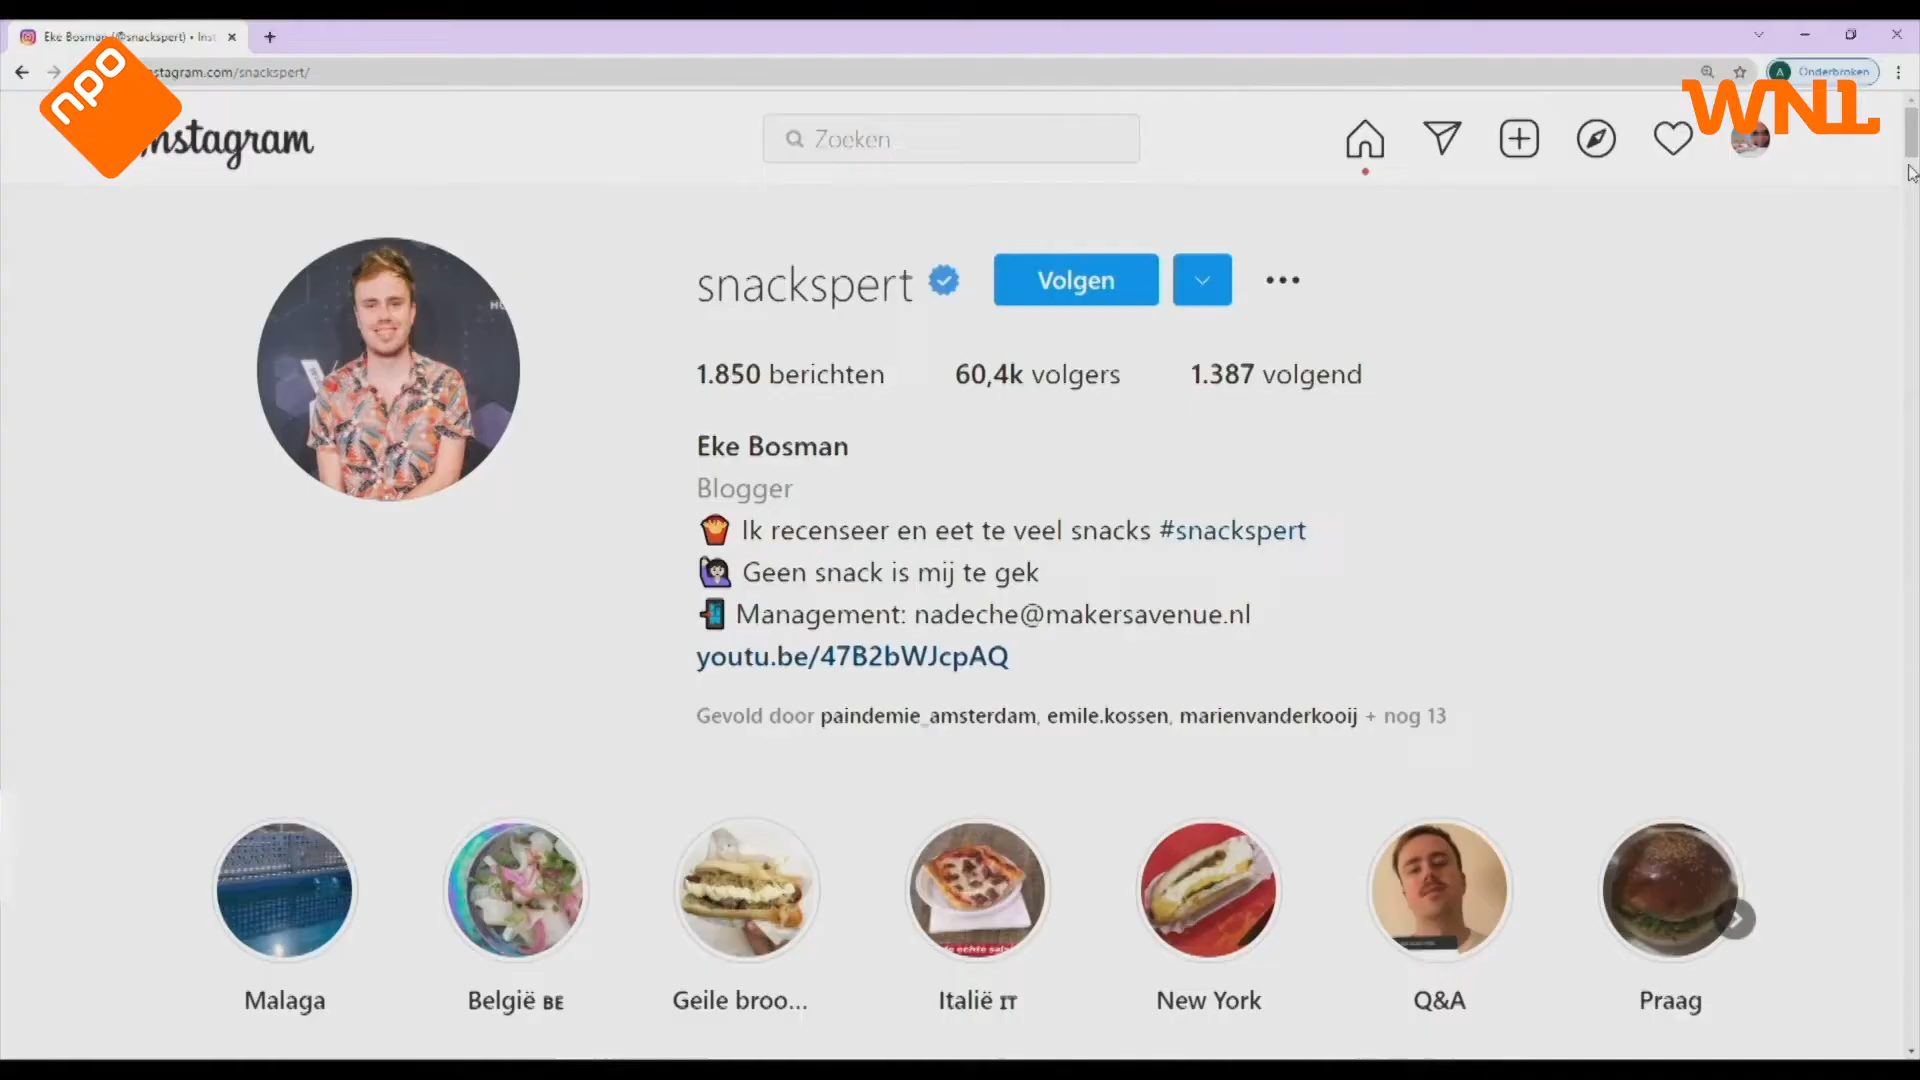 Eke Bosman (@snackspert) • Inst
npo
stagram.com/snackspert/
A Onderbroken
WNL
Instagram
Zoeken
snackspert Volgen
1.850 berichten 60,4k volgers 1.387 volgend
Eke Bosman
Blogger
Ik recenseer en eet te veel snacks #snackspert
Geen snack is mij te gek
Management: nadeche@makersavenue.nl
youtu.be/47B2bWJcpAQ
Gevold door paindemie_amsterdam, emile.kossen, marienvanderkooij + nog 13
Malaga
België BE
Geile broo...
Italië IT
New York
Q&A
Praag